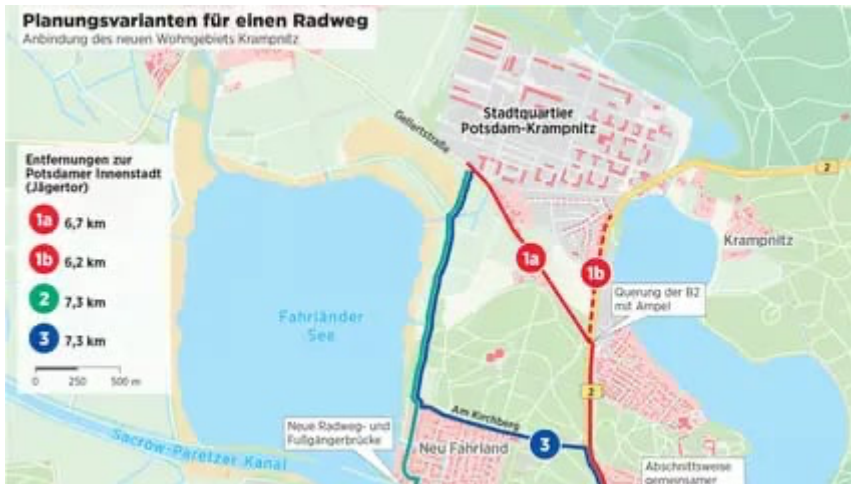 Planungsvarianten für einen Radweg
Anbindung des neuen Wohngebiets Krampnitz
Entfernungen zur
Potsdamer Innenstadt
(Jägertor)
1a 6,7 km
1b 6,2 km
2 7,3 km
3 7,3 km
0 250 500 m
Gellertstraße
Stadtquartier
Potsdam-Krampnitz
2
Krampnitz
1a
1b
Querung der B2
mit Ampel
Fahrländer
See
2
Am Kirchberg
3
Neue Radweg- und
Fußgängerbrücke
Neu Fahrland
Sacrow-Paretzer Kanal
Abschnittsweise
gemeinsamer